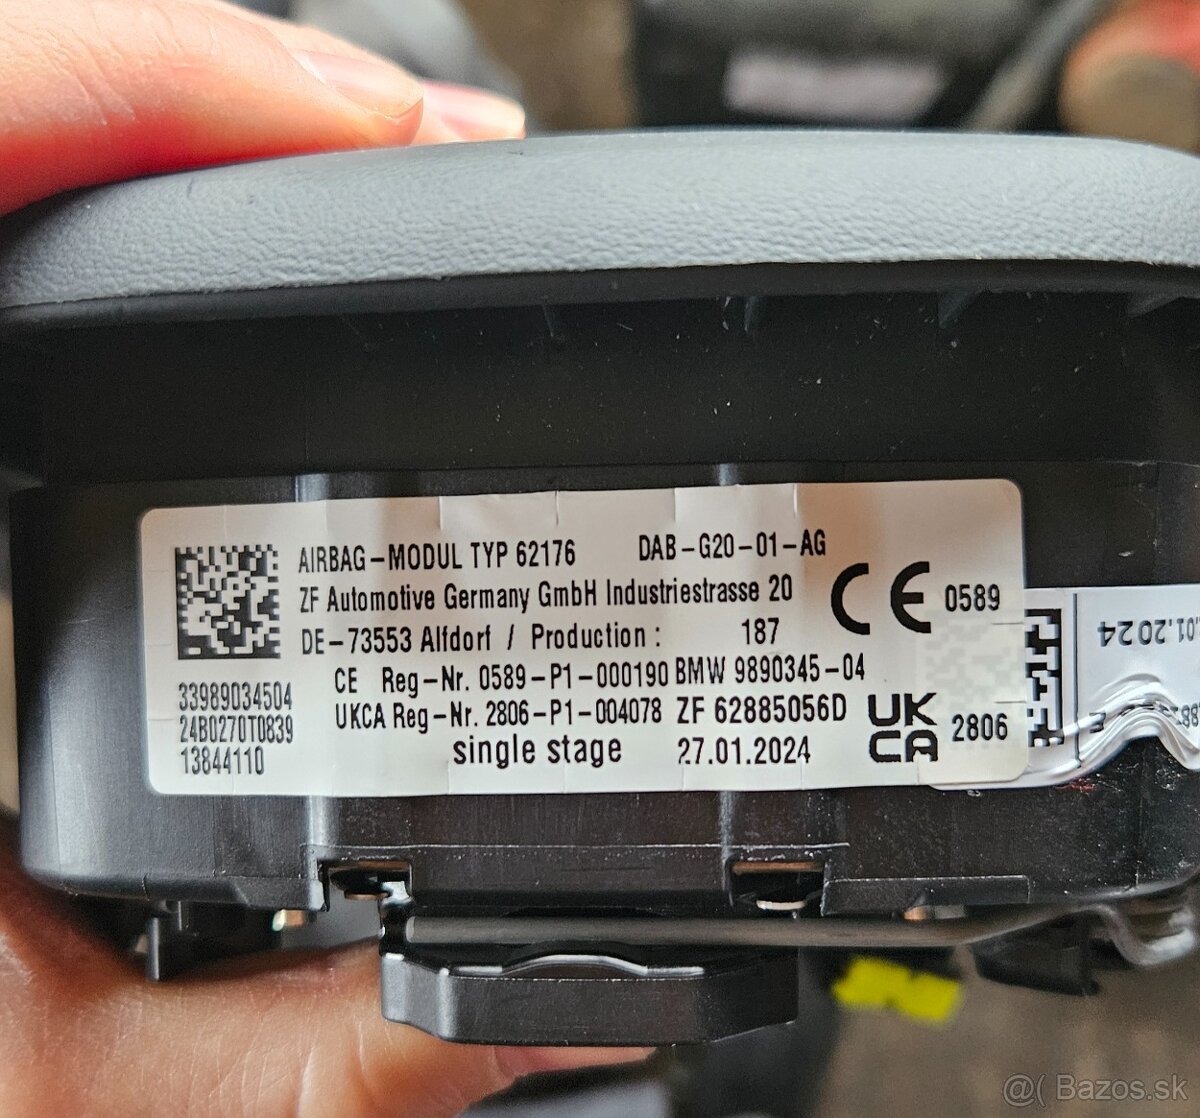 AIRBAG-MODUL TYP 62176 DAB-G20-01-AG
ZF Automotive Germany GmbH Industriestrasse 20
DE-73553 Alfdorf / Production: 187
CE 0589
CE Reg-Nr. 0589-P1-000190 BMW 9890345-04
UKCA Reg-Nr. 2806-P1-004078 ZF 62885056D
single stage 27.01.2024
UK
CA 2806
33989034504
24B0270T0839
13844110
.01.2024
@( Bazos.sk